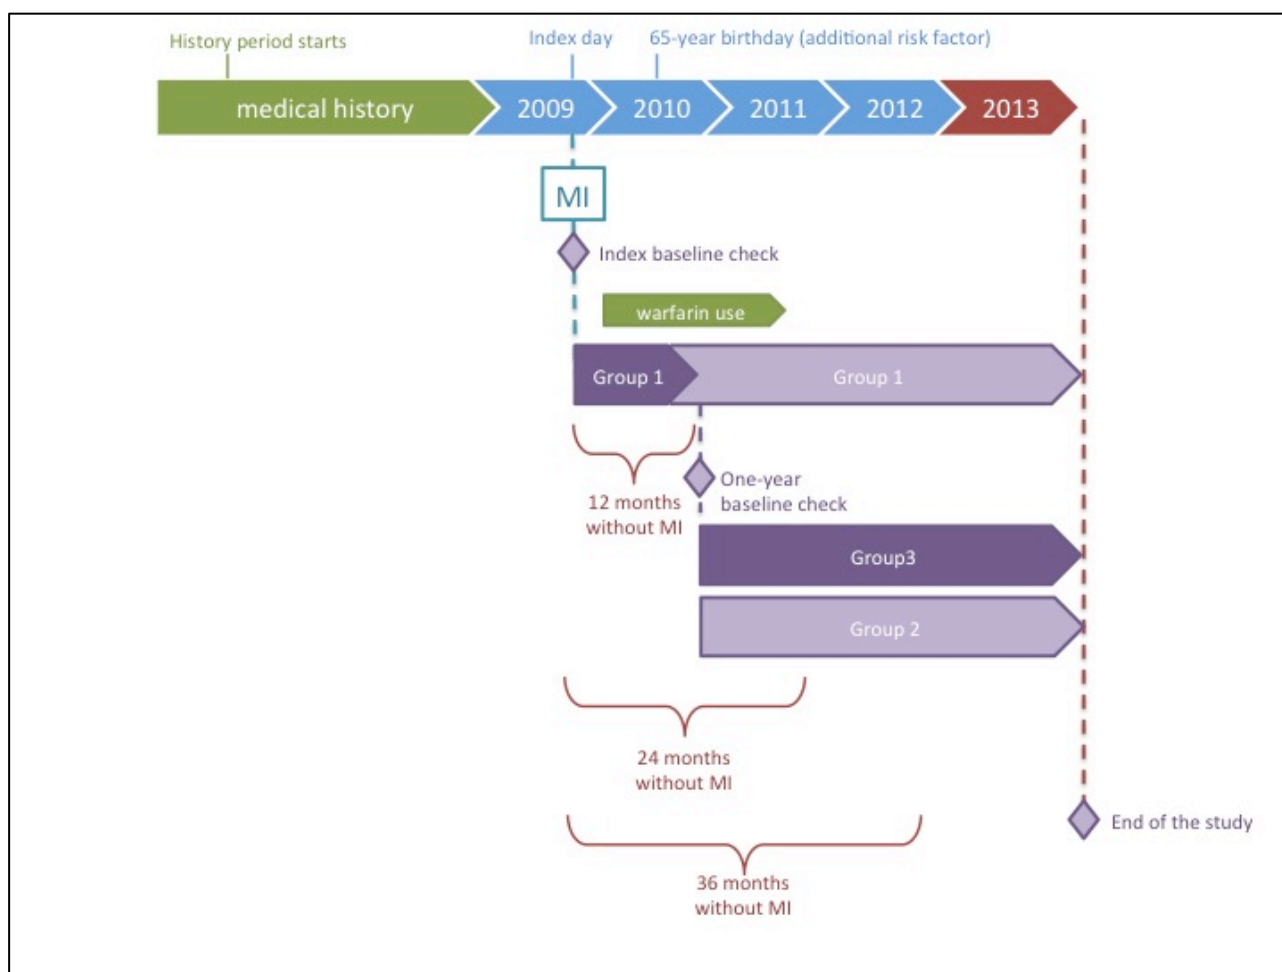 History period starts
Index day
65-year birthday (additional risk factor)
medical history
2009
2010
2011
2012
2013
MI
Index baseline check
warfarin use
Group 1
Group 1
12 months
without MI
One-year
baseline check
Group3
Group 2
24 months
without MI
End of the study
36 months
without MI